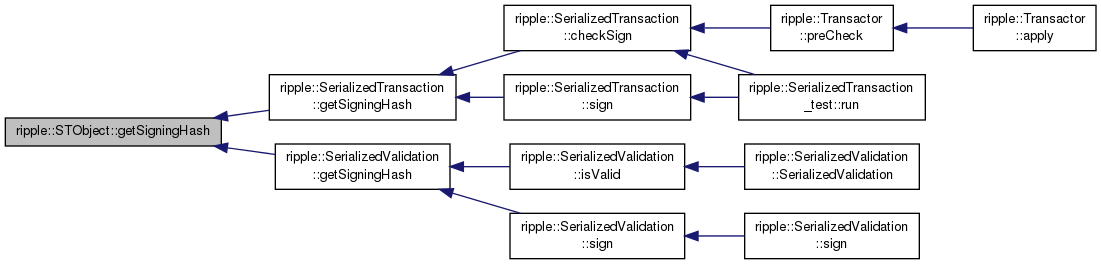 ripple::SerializedTransaction
::checkSign
ripple::Transactor
::preCheck
ripple::Transactor
::apply
ripple::SerializedTransaction
::getSigningHash
ripple::SerializedTransaction
::sign
ripple::SerializedTransaction
_test::run
ripple::STObject::getSigningHash
ripple::SerializedValidation
::getSigningHash
ripple::SerializedValidation
::isValid
ripple::SerializedValidation
::SerializedValidation
ripple::SerializedValidation
::sign
ripple::SerializedValidation
::sign